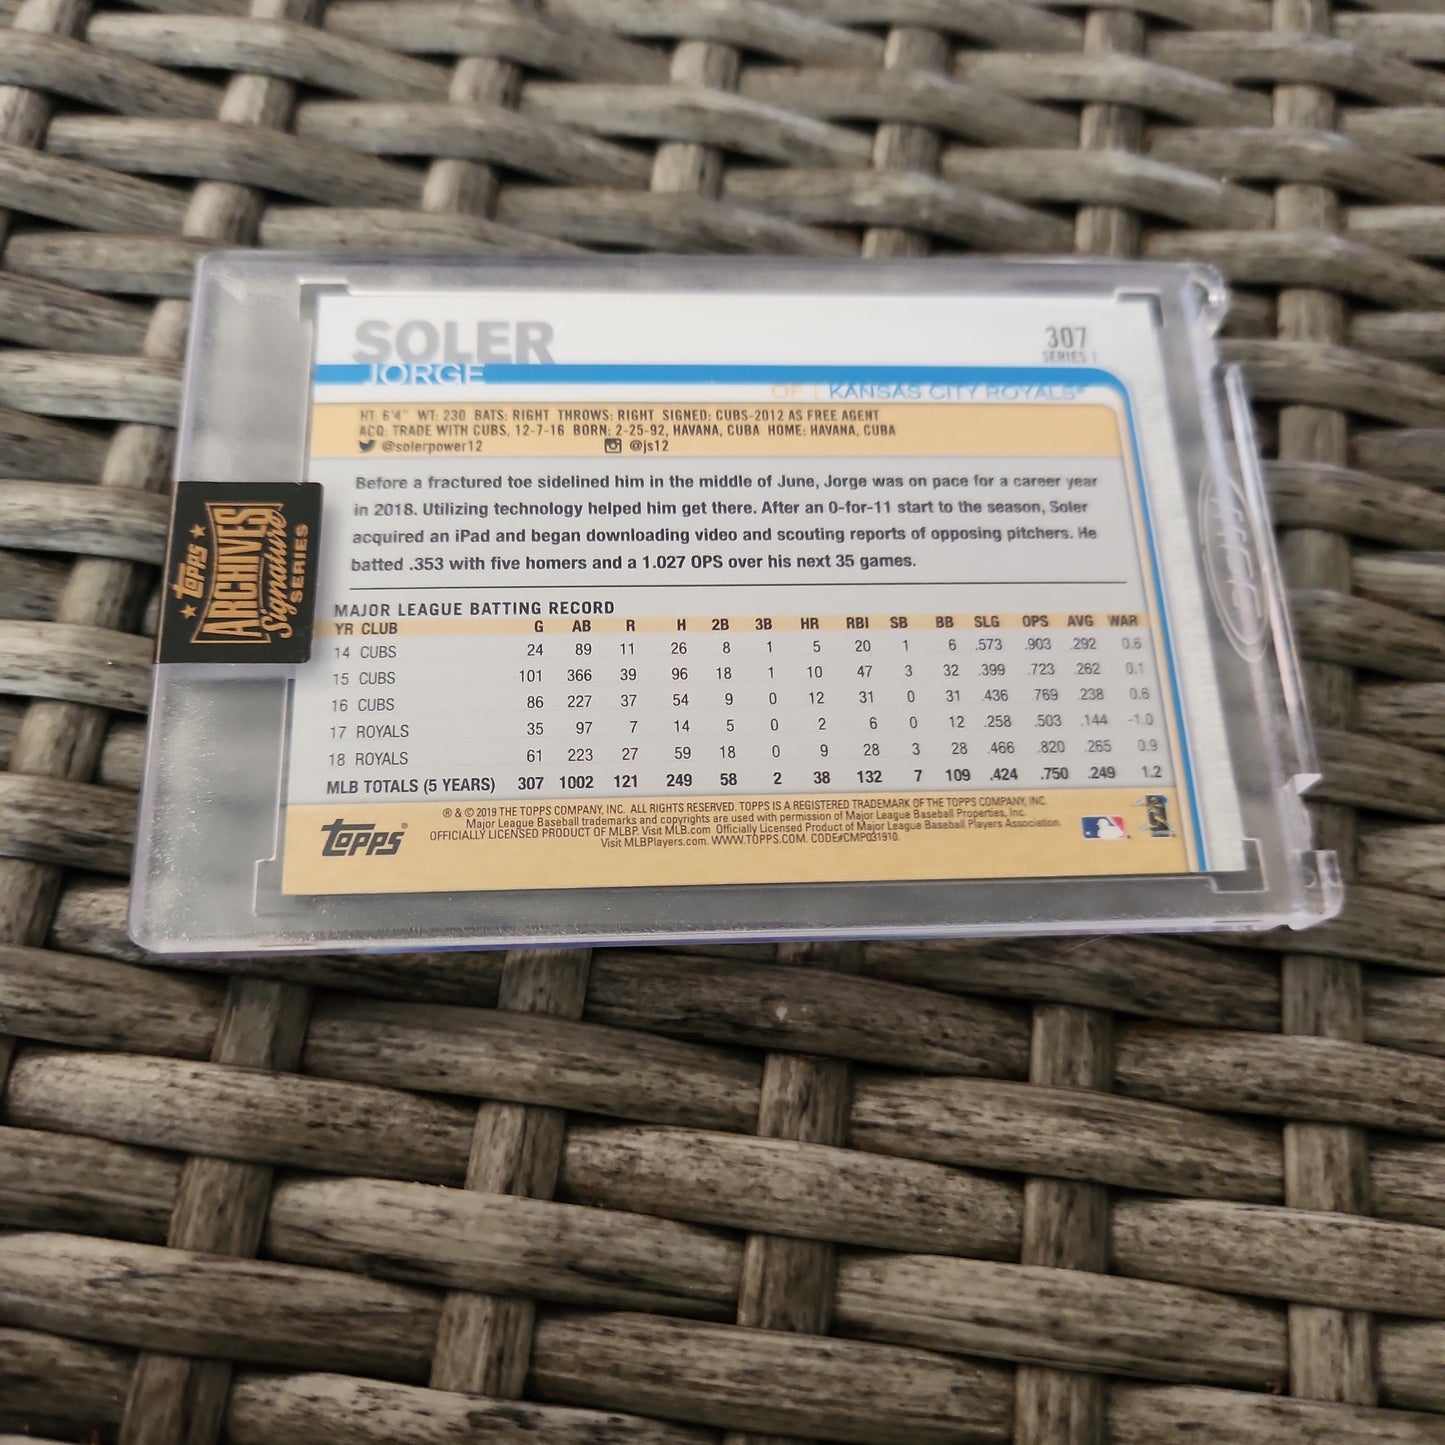 SOLER
JORGE
307
SERIES 1
OF | KANSAS CITY ROYALS®
HT: 6'4" WT: 230 BATS: RIGHT THROWS: RIGHT SIGNED: CUBS-2012 AS FREE AGENT
ACQ: TRADE WITH CUBS, 12-7-16 BORN: 2-25-92, HAVANA, CUBA HOME: HAVANA, CUBA
@solerpower12 @js12
Before a fractured toe sidelined him in the middle of June, Jorge was on pace for a career year
in 2018. Utilizing technology helped him get there. After an 0-for-11 start to the season, Soler
acquired an iPad and began downloading video and scouting reports of opposing pitchers. He
batted .353 with five homers and a 1.027 OPS over his next 35 games.
MAJOR LEAGUE BATTING RECORD
YR CLUB G AB R H 2B 3B HR RBI SB BB SLG OPS AVG WAR
14 CUBS 24 89 11 26 8 1 5 20 1 6 .573 .903 .292 0.6
15 CUBS 101 366 39 96 18 1 10 47 3 32 .399 .723 .262 0.1
16 CUBS 86 227 37 54 9 0 12 31 0 31 .436 .769 .238 0.6
17 ROYALS 35 97 7 14 5 0 2 6 0 12 .258 .503 .144 -1.0
18 ROYALS 61 223 27 59 18 0 9 28 3 28 .466 .820 .265 0.9
MLB TOTALS (5 YEARS) 307 1002 121 249 58 2 38 132 7 109 .424 .750 .249 1.2
topps®
® & © 2019 THE TOPPS COMPANY, INC. ALL RIGHTS RESERVED. TOPPS IS A REGISTERED TRADEMARK OF THE TOPPS COMPANY, INC.
Major League Baseball trademarks and copyrights are used with permission of Major League Baseball Properties, Inc.
OFFICIALLY LICENSED PRODUCT OF MLBP. Visit MLB.com Officially Licensed Product of Major League Baseball Players Association.
Visit MLBPlayers.com. WWW.TOPPS.COM. CODE#CMP031910.
topps
ARCHIVES
Signature
SERIES